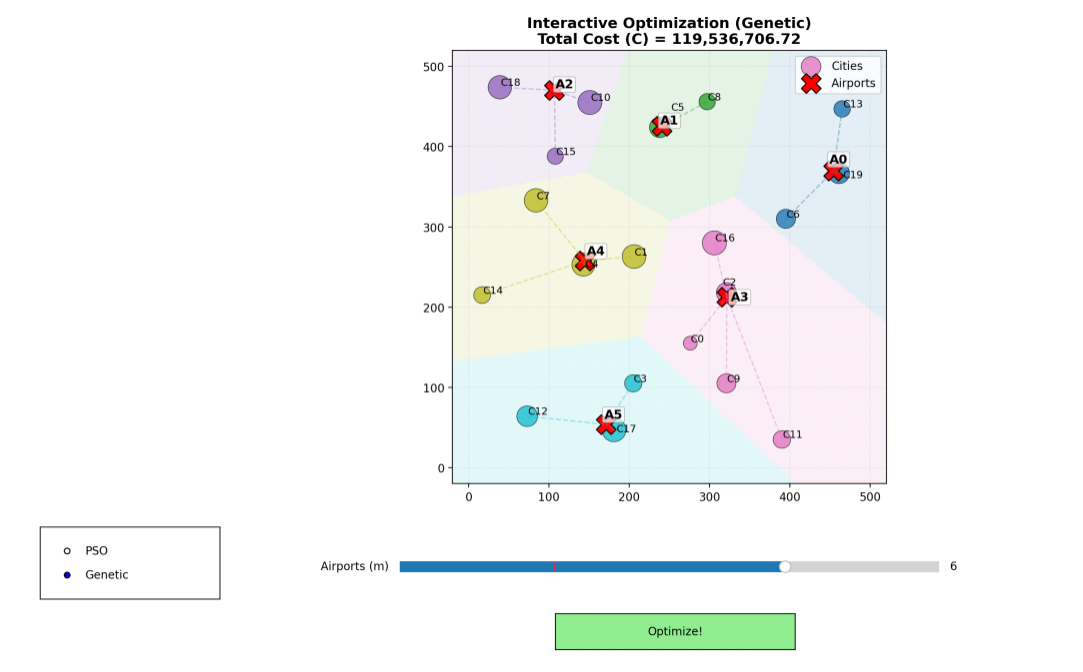 Interactive Optimization (Genetic)
Total Cost (C) = 119,536,706.72
Cities
Airports
500
400
300
200
100
0
0
100
200
300
400
500
C18
A2
C10
C15
C5
C8
A1
C13
A0
C19
C6
C7
A4
C1
C14
C16
C2
A3
C0
C9
C11
C3
C12
A5
C17
PSO
Genetic
Airports (m)
6
Optimize!